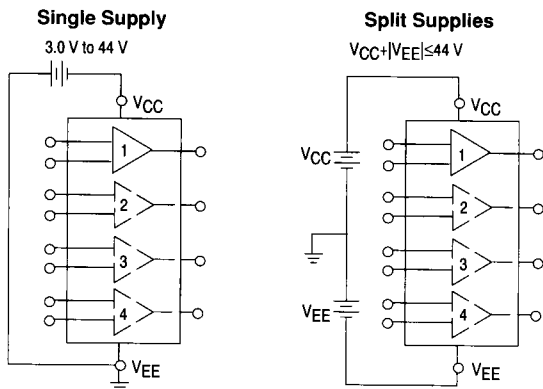 Single Supply
3.0 V to 44 V
VCC
1
2
3
4
VEE
Split Supplies
VCC+|VEE|≤44 V
VCC
VCC
1
2
3
4
VEE
VEE